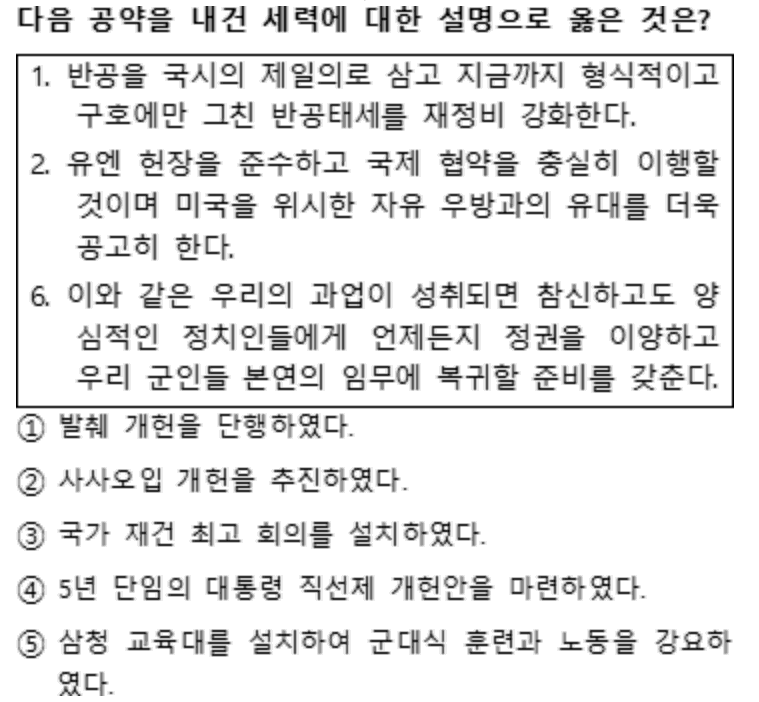 다음 공약을 내건 세력에 대한 설명으로 옳은 것은?
1. 반공을 국시의 제일의로 삼고 지금까지 형식적이고
구호에만 그친 반공태세를 재정비 강화한다.
2. 유엔 헌장을 준수하고 국제 협약을 충실히 이행할
것이며 미국을 위시한 자유 우방과의 유대를 더욱
공고히 한다.
6. 이와 같은 우리의 과업이 성취되면 참신하고도 양
심적인 정치인들에게 언제든지 정권을 이양하고
우리 군인들 본연의 임무에 복귀할 준비를 갖춘다.
① 발췌 개헌을 단행하였다.
② 사사오입 개헌을 추진하였다.
③ 국가 재건 최고 회의를 설치하였다.
④ 5년 단임의 대통령 직선제 개헌안을 마련하였다.
⑤ 삼청 교육대를 설치하여 군대식 훈련과 노동을 강요하
였다.